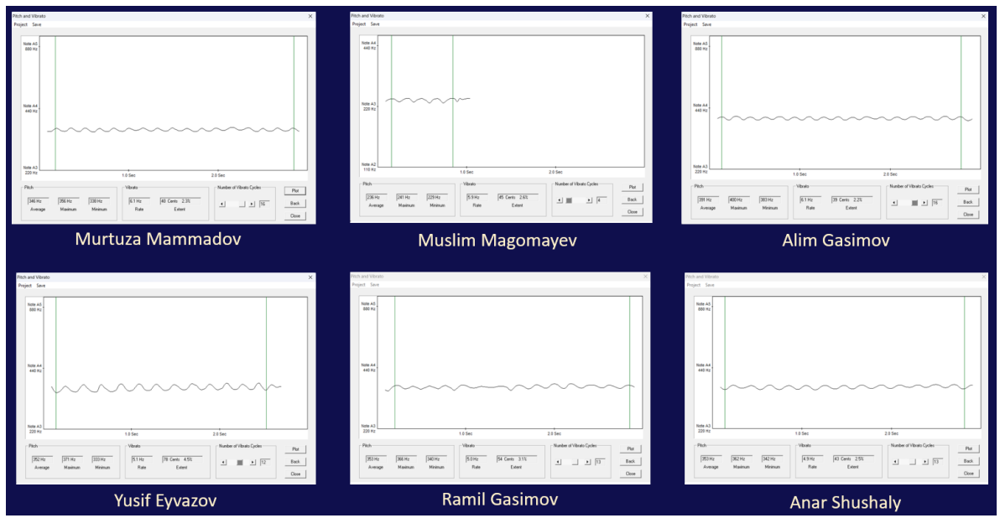 Pitch and Vibrato
Project Save
Note A5
880 Hz
Note A4
440 Hz
Note A3
220 Hz
1.0 Sec 2.0 Sec
Pitch
346 Hz 356 Hz 338 Hz
Average Maximum Minimum
Vibrato
6.1 Hz 40 Cents 2.3%
Rate Extent
Number of Vibrato Cycles
16
Plot
Back
Close
Murtuza Mammadov
Pitch and Vibrato
Project Save
Note A4
440 Hz
Note A3
220 Hz
Note A2
110 Hz
1.0 Sec 2.0 Sec
Pitch
236 Hz 241 Hz 229 Hz
Average Maximum Minimum
Vibrato
5.9 Hz 45 Cents 2.6%
Rate Extent
Number of Vibrato Cycles
4
Plot
Back
Close
Muslim Magomayev
Pitch and Vibrato
Project Save
Note A5
880 Hz
Note A4
440 Hz
Note A3
220 Hz
1.0 Sec 2.0 Sec
Pitch
391 Hz 400 Hz 383 Hz
Average Maximum Minimum
Vibrato
6.1 Hz 39 Cents 2.2%
Rate Extent
Number of Vibrato Cycles
16
Plot
Back
Close
Alim Gasimov
Pitch and Vibrato
Project Save
Note A5
880 Hz
Note A4
440 Hz
Note A3
220 Hz
1.0 Sec 2.0 Sec
Pitch
352 Hz 371 Hz 333 Hz
Average Maximum Minimum
Vibrato
5.1 Hz 78 Cents 4.5%
Rate Extent
Number of Vibrato Cycles
12
Plot
Back
Close
Yusif Eyvazov
Pitch and Vibrato
Project Save
Note A5
880 Hz
Note A4
440 Hz
Note A3
220 Hz
1.0 Sec 2.0 Sec
Pitch
353 Hz 366 Hz 340 Hz
Average Maximum Minimum
Vibrato
5.0 Hz 54 Cents 3.1%
Rate Extent
Number of Vibrato Cycles
13
Plot
Back
Close
Ramil Gasimov
Pitch and Vibrato
Project Save
Note A5
880 Hz
Note A4
440 Hz
Note A3
220 Hz
1.0 Sec 2.0 Sec
Pitch
353 Hz 362 Hz 342 Hz
Average Maximum Minimum
Vibrato
4.9 Hz 43 Cents 2.5%
Rate Extent
Number of Vibrato Cycles
13
Plot
Back
Close
Anar Shushaly